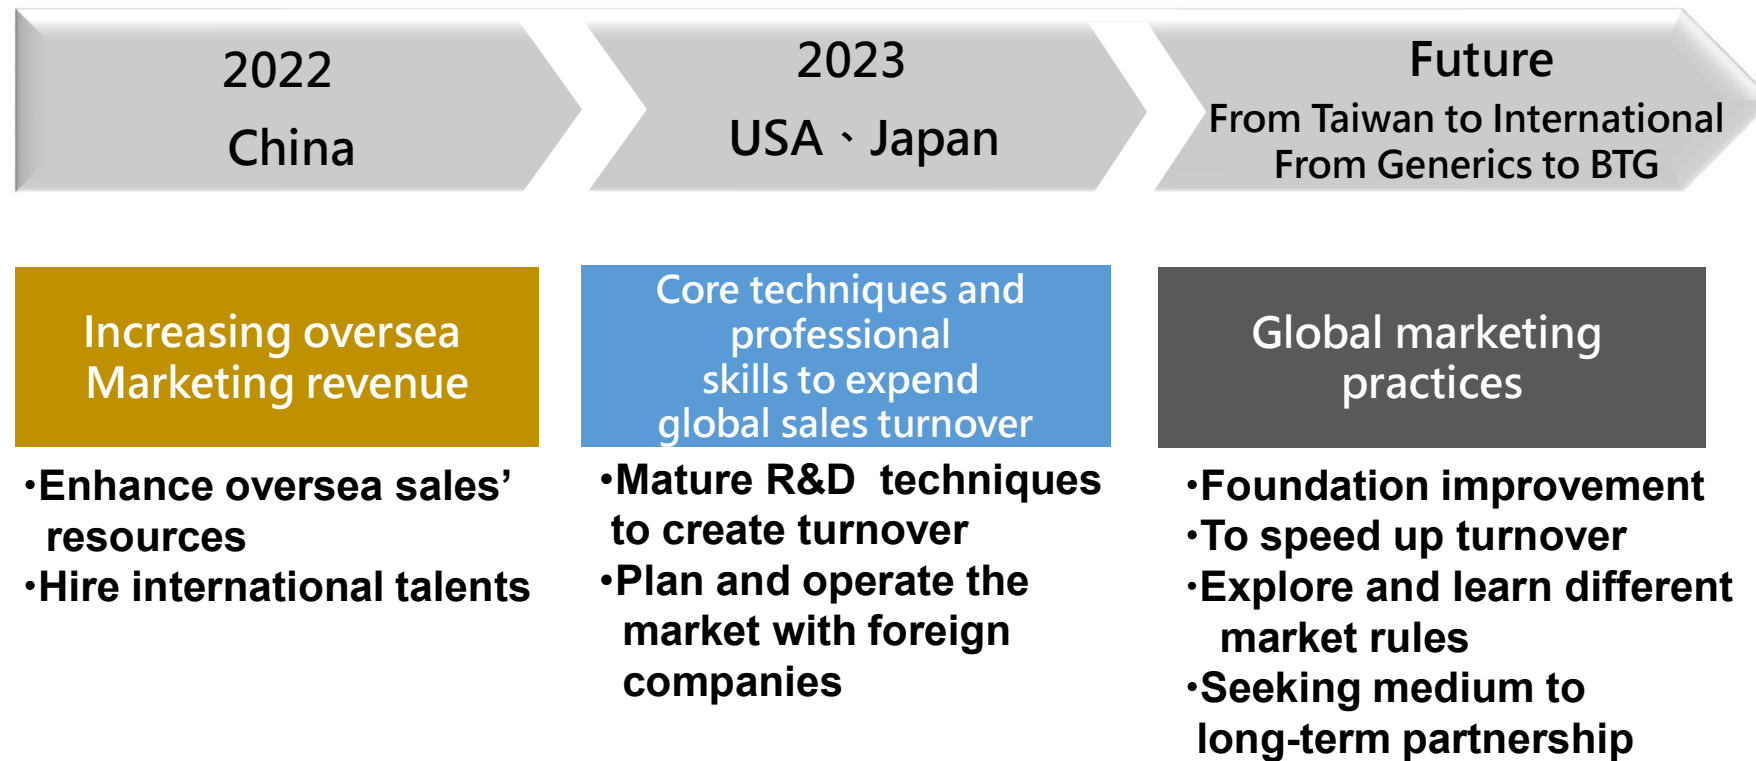 2022
China
2023
USA、Japan
Future
From Taiwan to International
From Generics to BTG
Increasing oversea
Marketing revenue
Core techniques and
professional
skills to expend
global sales turnover
Global marketing
practices
•Enhance oversea sales’
resources
•Hire international talents
•Mature R&D  techniques
to create turnover
•Plan and operate the
market with foreign
companies
•Foundation improvement
•To speed up turnover
•Explore and learn different
market rules
•Seeking medium to
long-term partnership